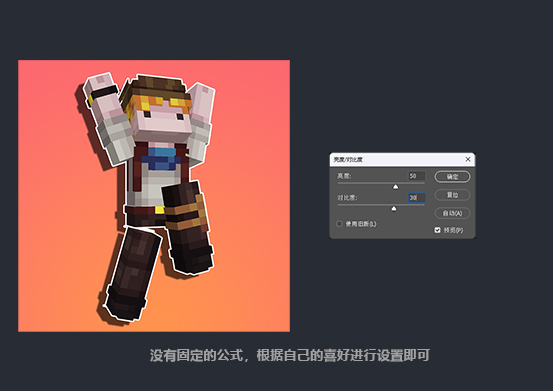 亮度/对比度
亮度: 50
对比度: 30
使用旧版(L)
确定
复位
自动(A)
预览(P)
没有固定的公式，根据自己的喜好进行设置即可